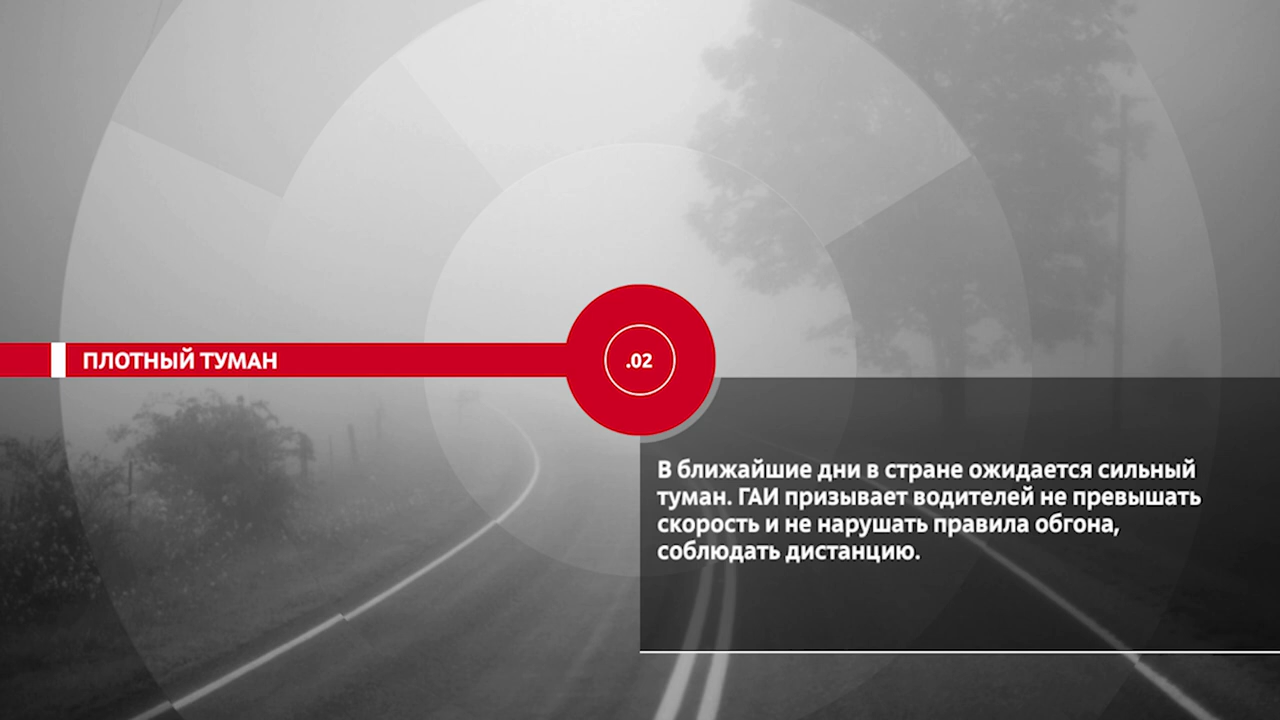 ПЛОТНЫЙ ТУМАН
.02
В ближайшие дни в стране ожидается сильный
туман. ГАИ призывает водителей не превышать
скорость и не нарушать правила обгона,
соблюдать дистанцию.